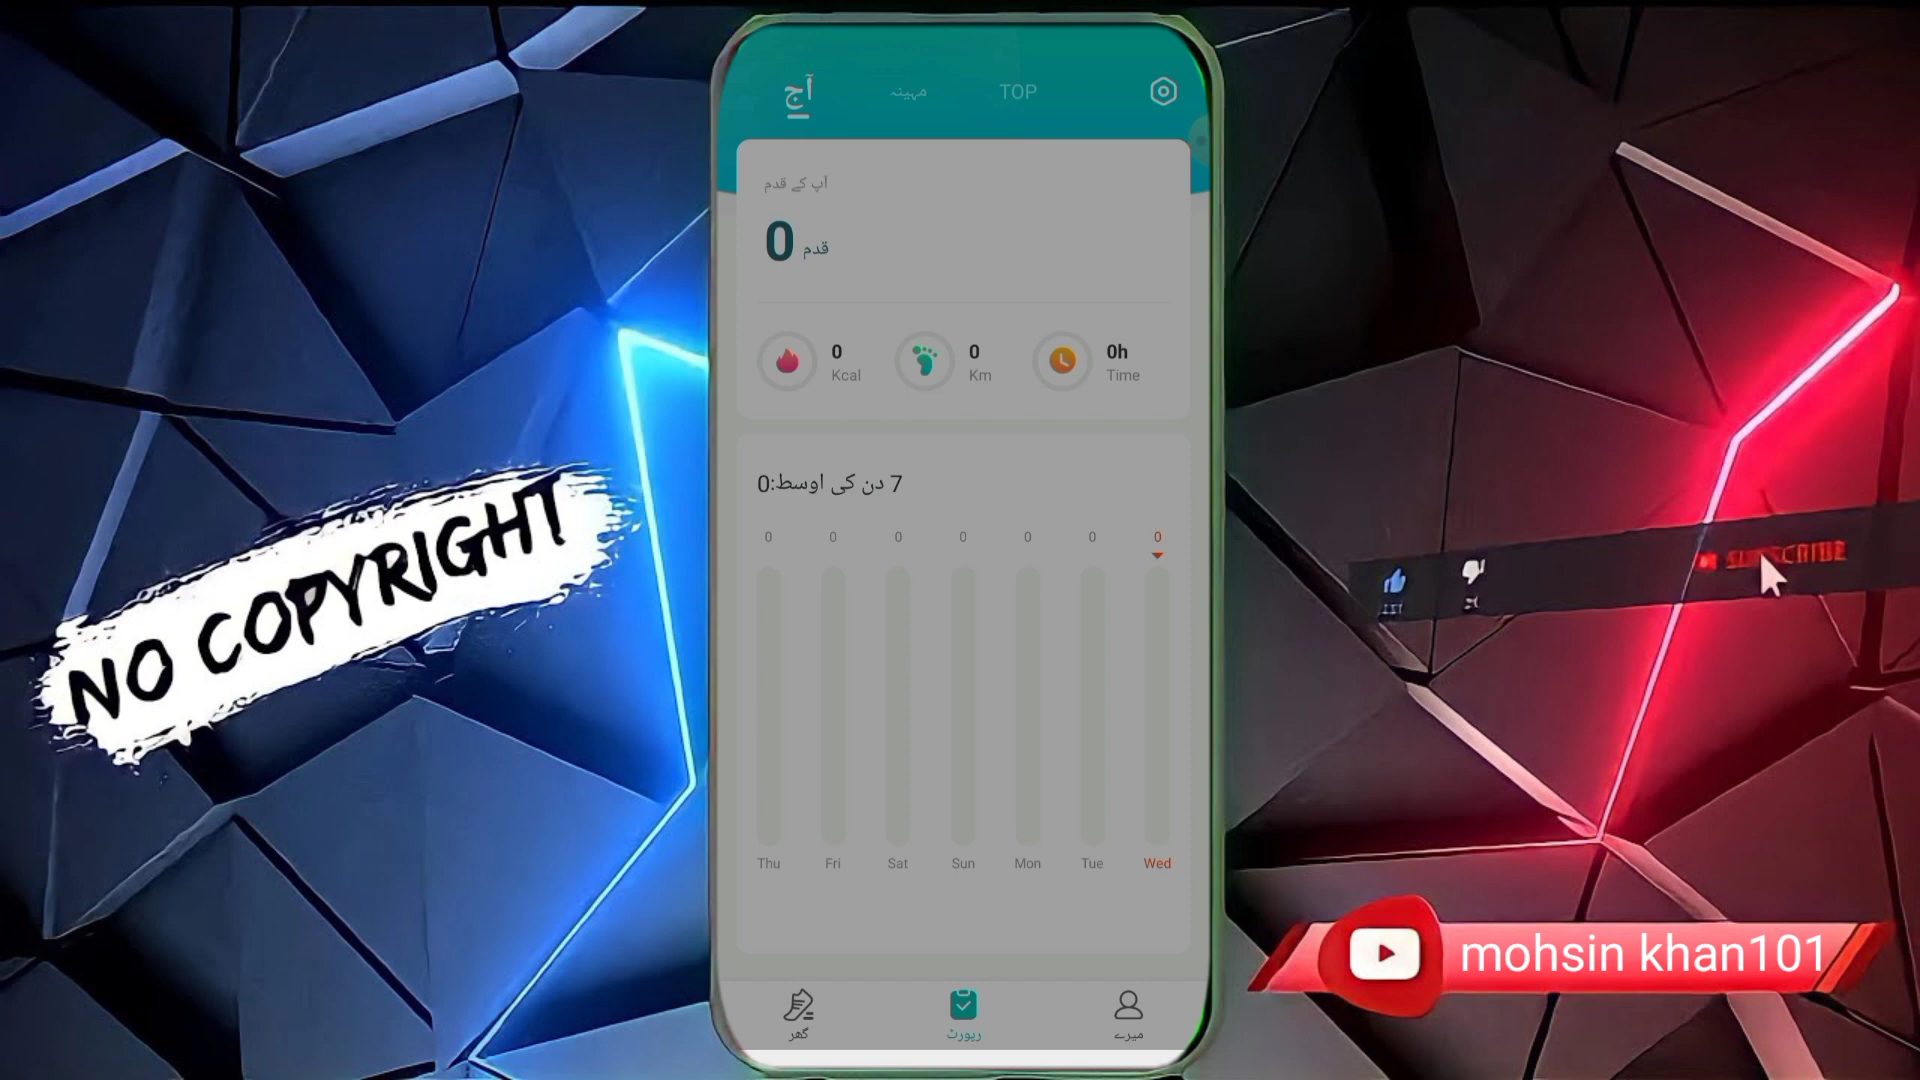 آج
مہینہ
TOP
آپ کے قدم
0 قدم
0
Kcal
0
Km
0h
Time
7 دن کی اوسط:0
0 0 0 0 0 0 0
Thu Fri Sat Sun Mon Tue Wed
گھر
رپورٹ
میرے
NO COPYRIGHT
SUBSCRIBE
mohsin khan101